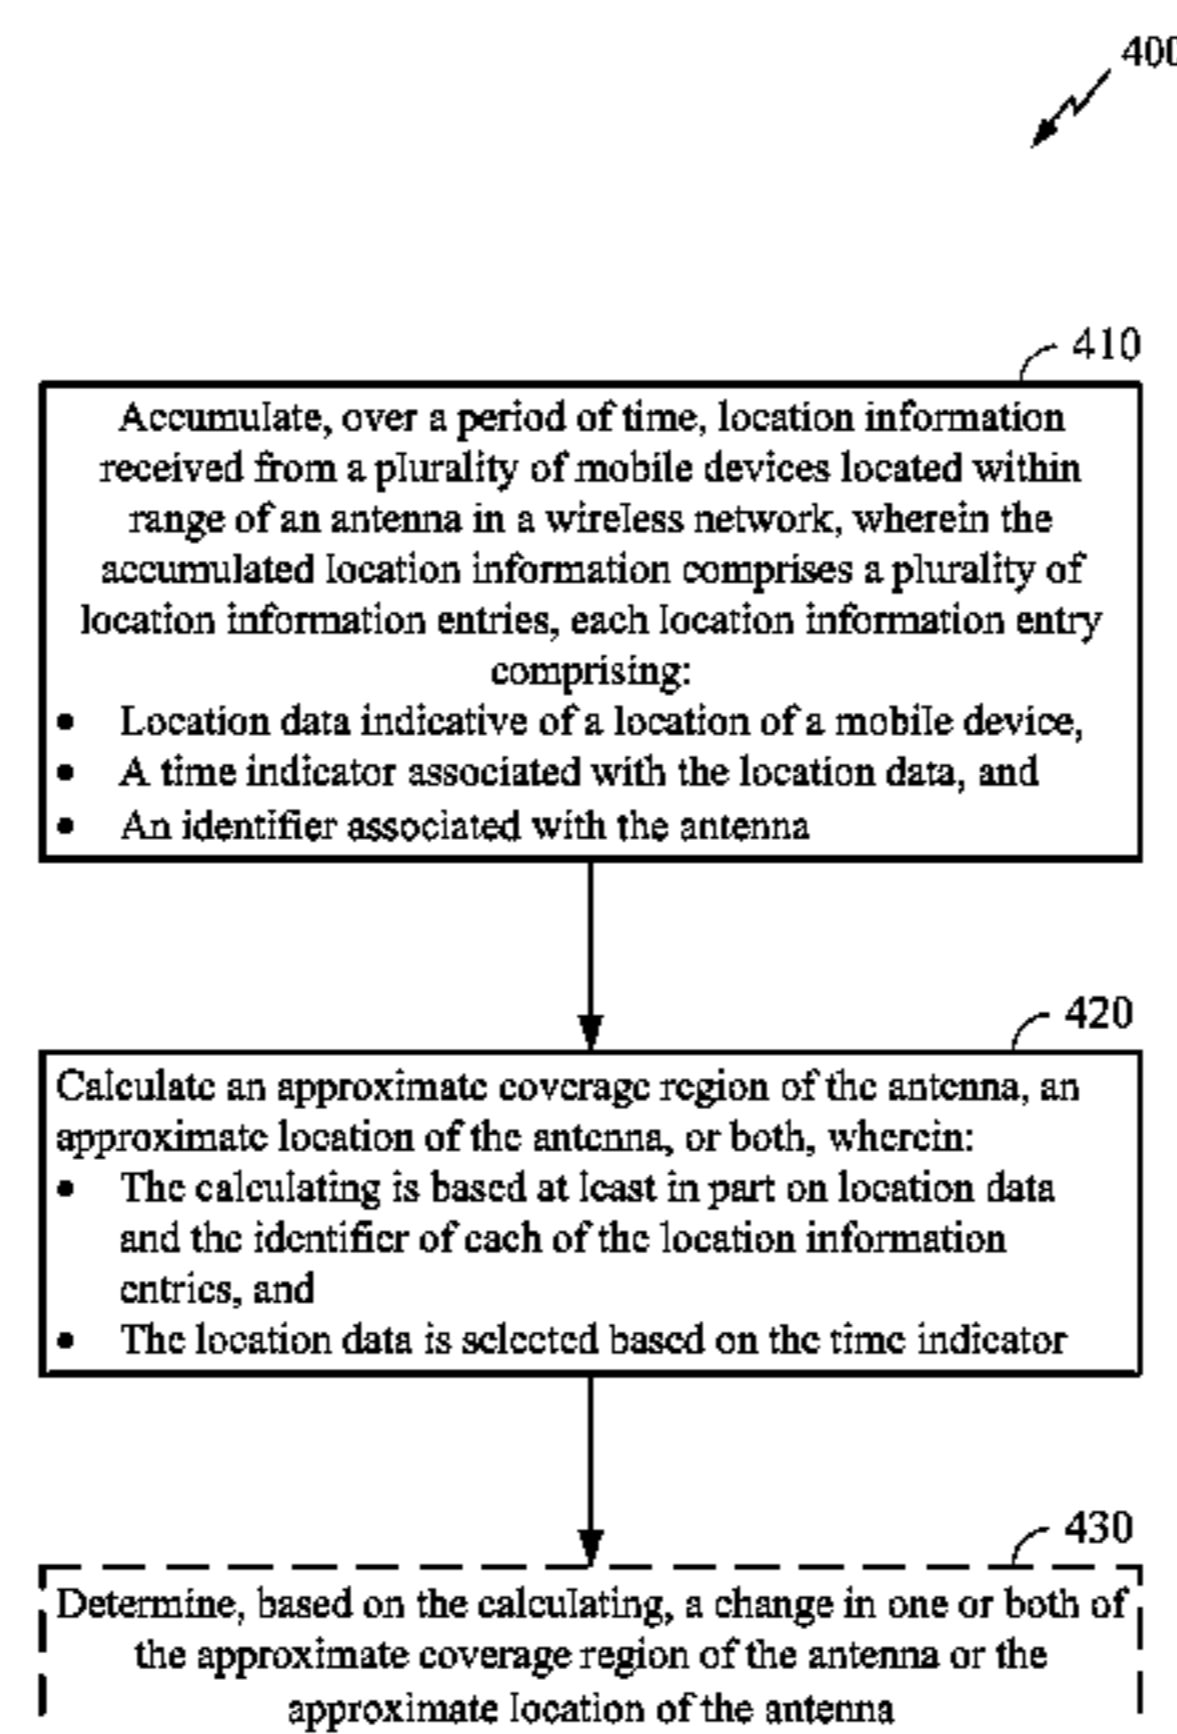 400
410
Accumulate, over a period of time, location information
received from a plurality of mobile devices located within
range of an antenna in a wireless network, wherein the
accumulated location information comprises a plurality of
location information entries, each location information entry
comprising:
• Location data indicative of a location of a mobile device,
• A time indicator associated with the location data, and
• An identifier associated with the antenna
420
Calculate an approximate coverage region of the antenna, an
approximate location of the antenna, or both, wherein:
• The calculating is based at least in part on location data
and the identifier of each of the location information
entries, and
• The location data is selected based on the time indicator
430
Determine, based on the calculating, a change in one or both of
the approximate coverage region of the antenna or the
approximate location of the antenna